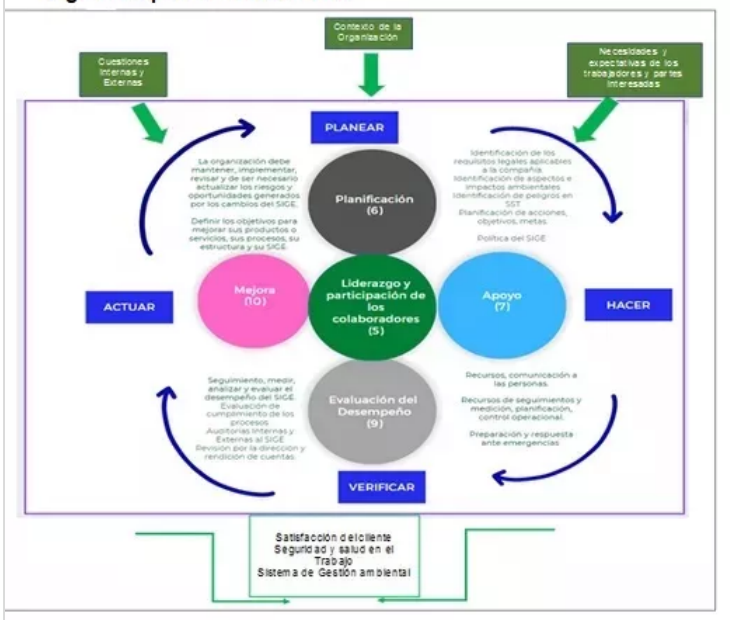 Contexto de la
Organización
Cuestiones
Internas y
Externas
Necesidades y
expectativas de los
trabajadores y partes
interesadas
PLANEAR
La organización debe
mantener, implementar,
revisar y de ser necesario
actualizar los riesgos y
oportunidades generados
por los cambios del SIGE.
Definir los objetivos para
mejorar sus productos o
servicios, sus procesos, su
estructura y su SIGE
Planificación
(6)
Identificación de los
requisitos legales aplicables
a la compañía
Identificación de aspectos e
impactos ambientales
Identificación de peligros en
SST
Planificación de acciones,
objetivos, metas
Política del SIGE
ACTUAR
Mejora
(10)
Liderazgo y
participación de
los
colaboradores
(5)
Apoyo
(7)
HACER
Seguimiento, medir,
analizar y evaluar el
desempeño del SIGE.
Evaluación de
cumplimiento de los
procesos
Auditorías Internas y
Externas al SIGE
Revisión por la dirección y
rendición de cuentas.
Evaluación del
Desempeño
(9)
Recursos, comunicación a
las personas.
Recursos de seguimientos y
medición, planificación,
control operacional.
Preparación y respuesta
ante emergencias
VERIFICAR
Satisfacción del cliente
Seguridad y salud en el
Trabajo
Sistema de Gestión ambiental